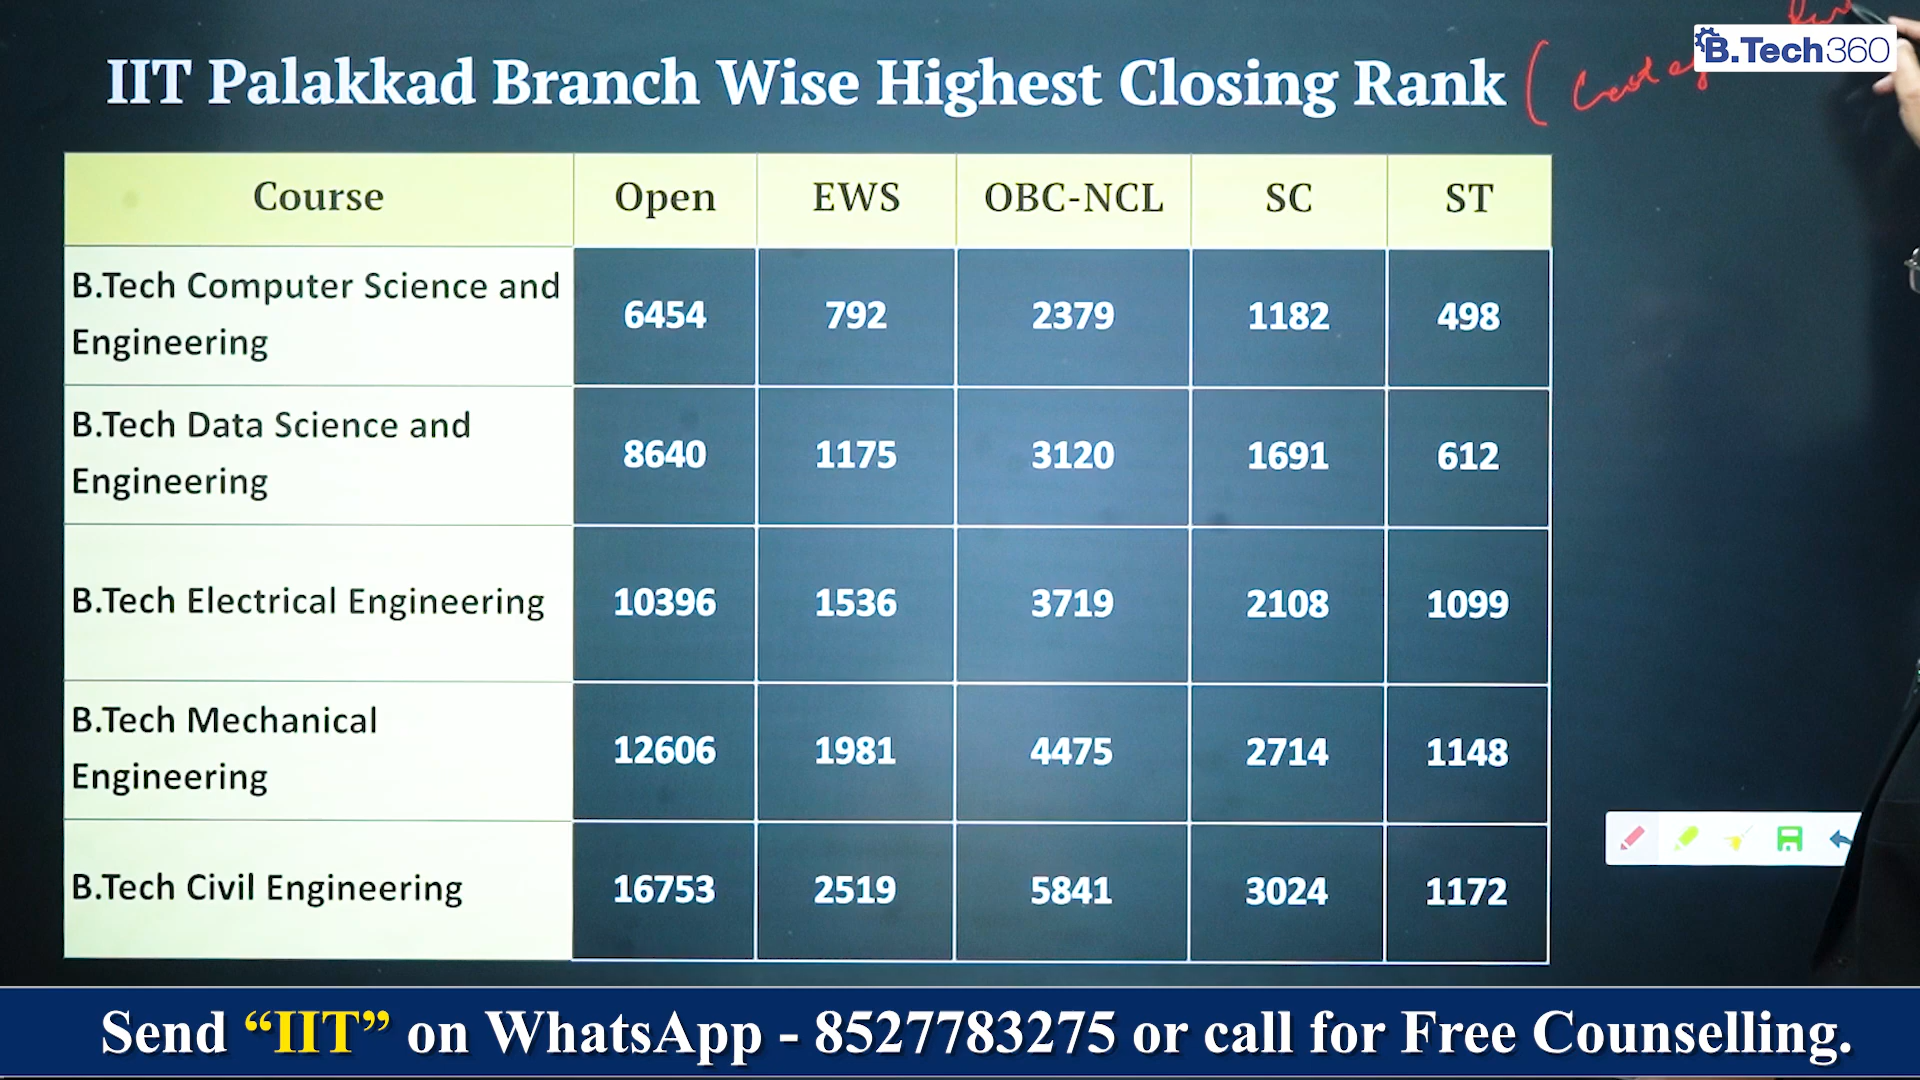 B.Tech360
IIT Palakkad Branch Wise Highest Closing Rank (
Course Open EWS OBC-NCL SC ST
B.Tech Computer Science and
Engineering
6454 792 2379 1182 498
B.Tech Data Science and
Engineering
8640 1175 3120 1691 612
B.Tech Electrical Engineering 10396 1536 3719 2108 1099
B.Tech Mechanical
Engineering
12606 1981 4475 2714 1148
B.Tech Civil Engineering 16753 2519 5841 3024 1172
Send “IIT” on WhatsApp - 8527783275 or call for Free Counselling.